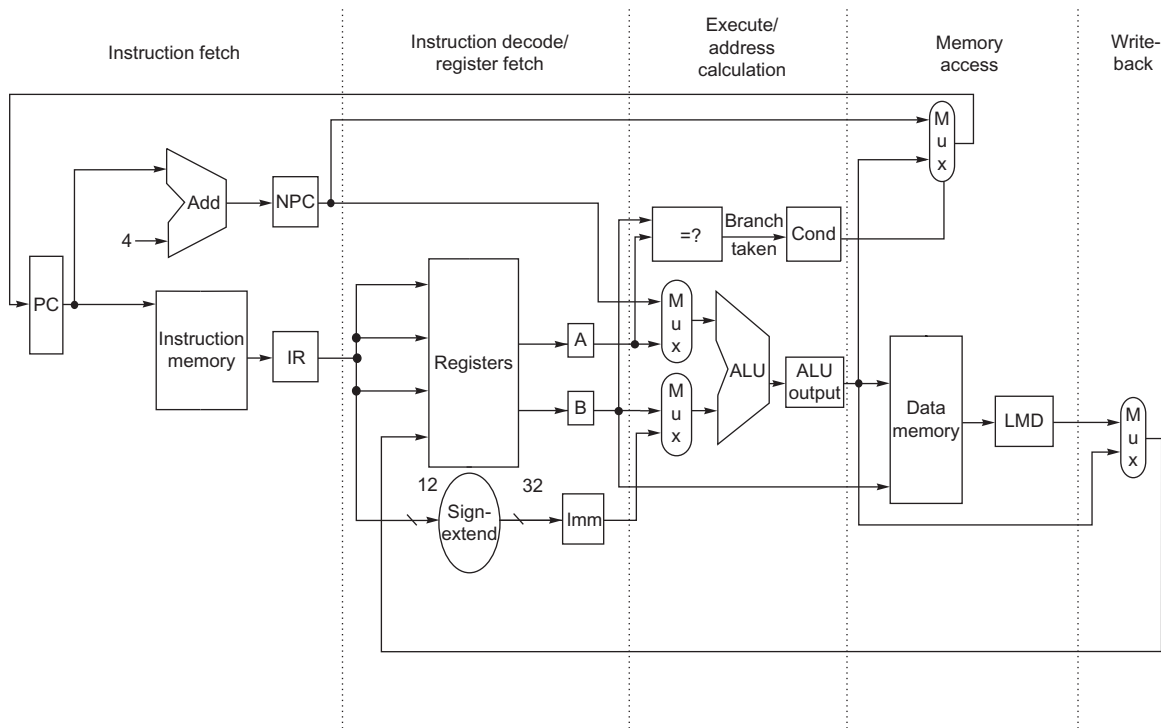 Instruction fetch
Instruction decode/
register fetch
Execute/
address
calculation
Memory
access
Write-
back
M
u
x
Add
NPC
4
=?
Branch
taken
Cond
PC
Instruction
memory
IR
Registers
A
B
M
u
x
M
u
x
ALU
ALU
output
Data
memory
LMD
M
u
x
12
32
Sign-
extend
Imm